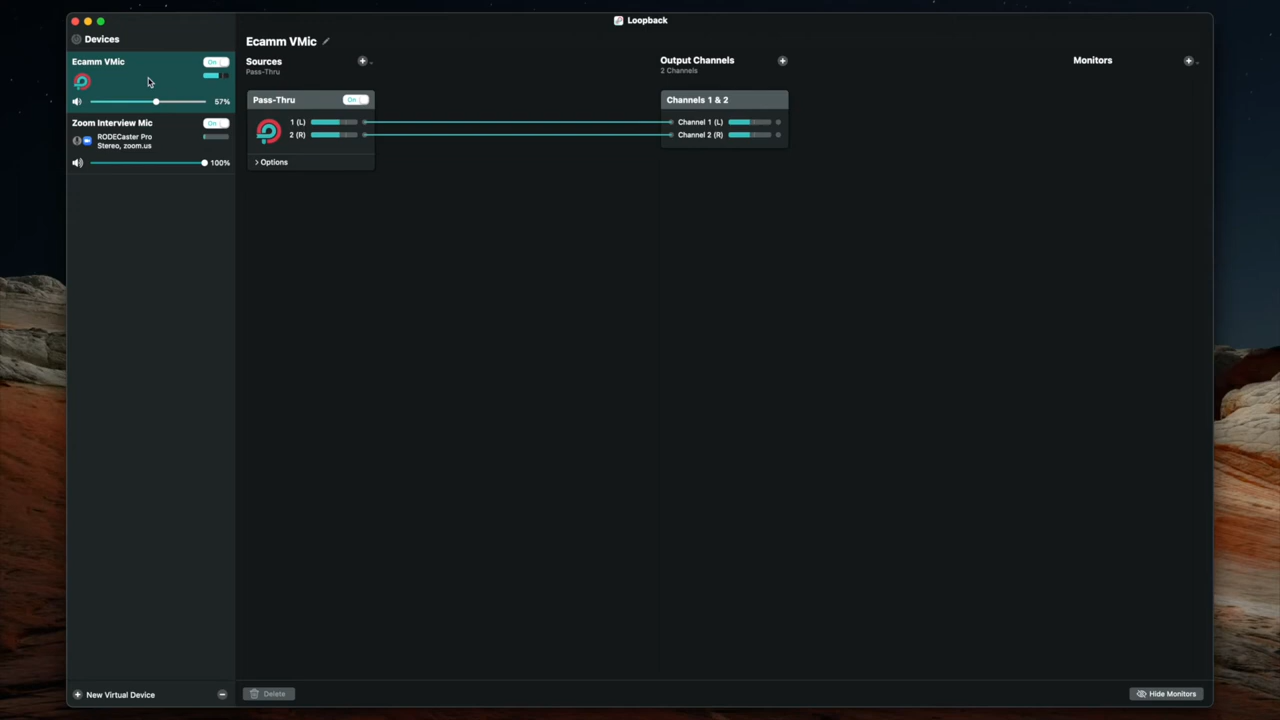 Loopback
Devices
Ecamm VMic
On
57%
Zoom Interview Mic
On
RODECaster Pro
Stereo, zoom.us
100%
New Virtual Device
Ecamm VMic
Sources
Pass-Thru
Pass-Thru
On
1 (L)
2 (R)
Options
Output Channels
2 Channels
Channels 1 & 2
Channel 1 (L)
Channel 2 (R)
Monitors
Delete
Hide Monitors